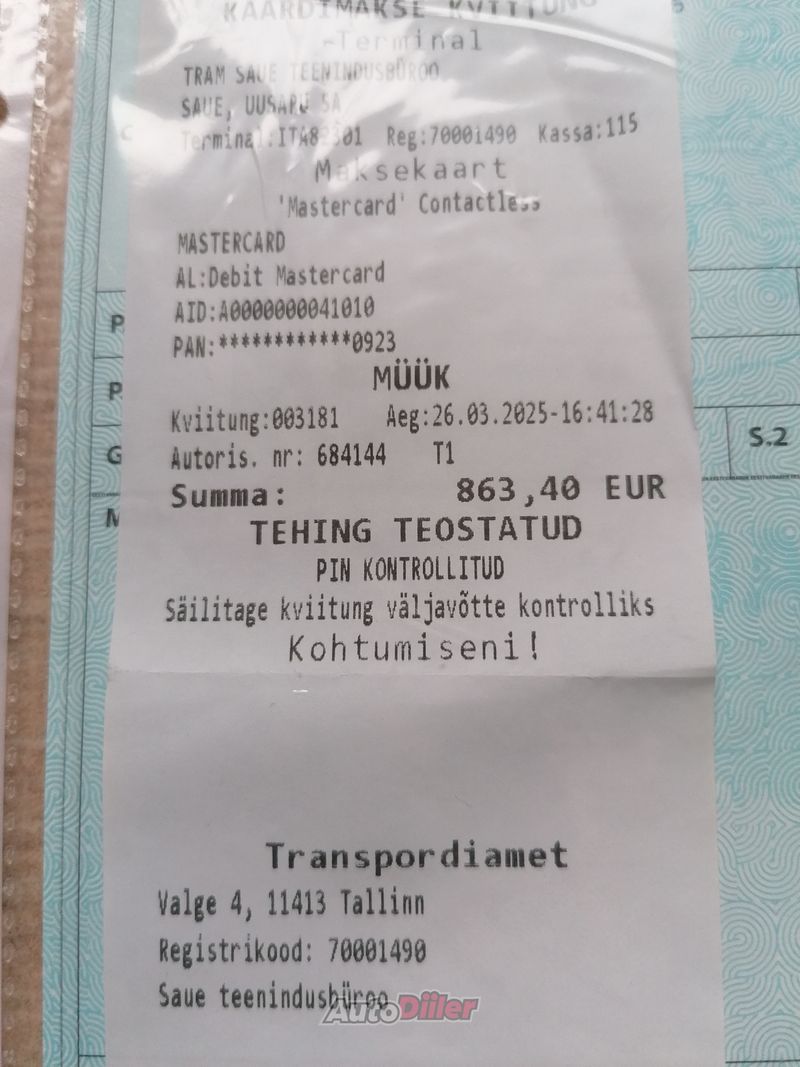 KAARDIMAKSE KVIITUNG
-Terminal
TRAM SAUE TEENINDUSBÜROO
SAUE, UUSARU 5A
Reg:70001490 Kassa:115
Maksekaart
'Mastercard' Contactless
MASTERCARD
AL:Debit Mastercard
AID:A0000000041010
PAN:************0923
MÜÜK
Kviitung:003181 Aeg:26.03.2025-16:41:28
Autoris. nr: 684144 T1
Summa: 863,40 EUR
TEHING TEOSTATUD
PIN KONTROLLITUD
Säilitage kviitung väljavõtte kontrolliks
Kohtumiseni!
Transpordiamet
Valge 4, 11413 Tallinn
Registrikood: 70001490
Saue teenindusbüroo
AutoDiiler
S.2